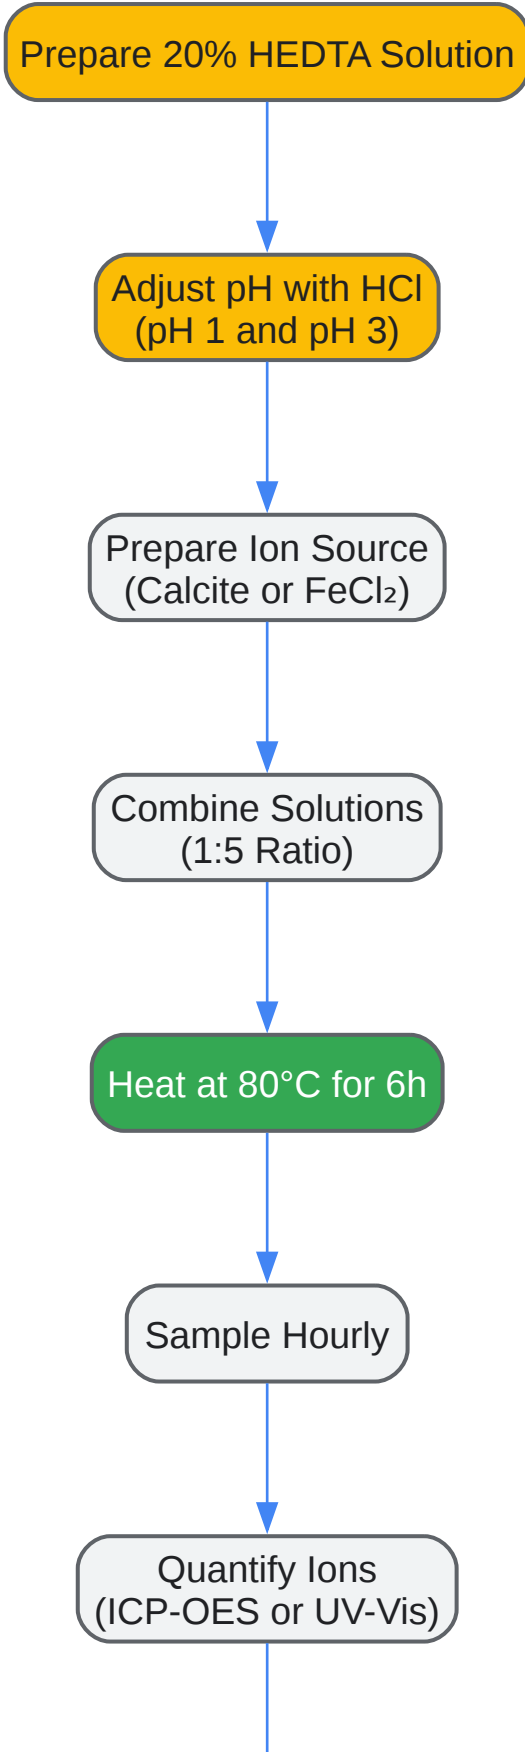 Prepare 20% HEDTA Solution
Adjust pH with HCl
(pH 1 and pH 3)
Prepare Ion Source
(Calcite or FeCl₂)
Combine Solutions
(1:5 Ratio)
Heat at 80°C for 6h
Sample Hourly
Quantify Ions
(ICP-OES or UV-Vis)